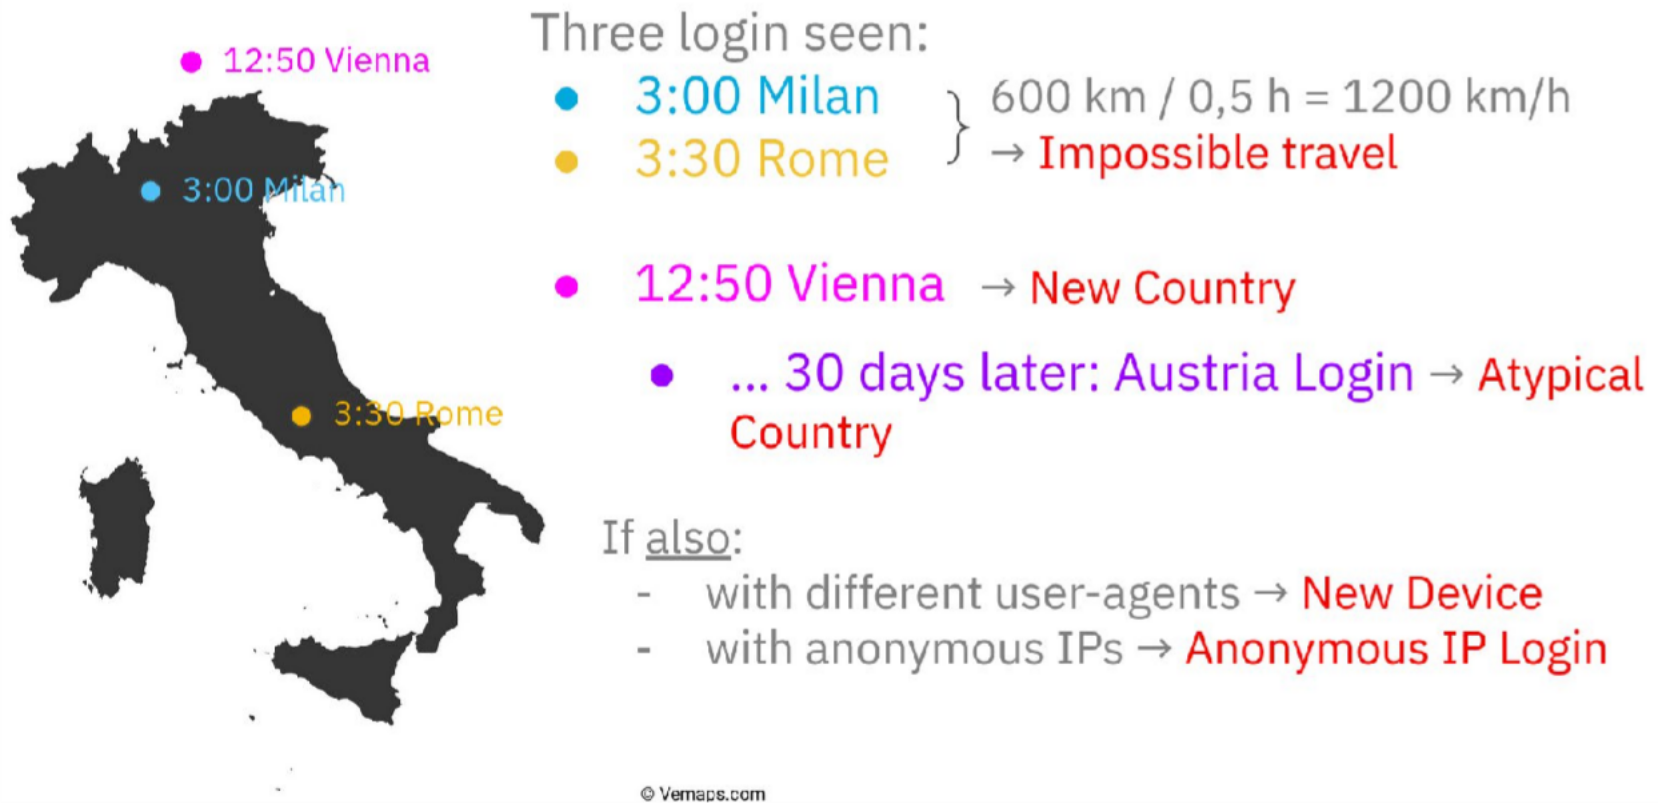 12:50 Vienna
3:00 Milan
3:30 Rome
Three login seen:
● 3:00 Milan
● 3:30 Rome
600 km / 0,5 h = 1200 km/h
→ Impossible travel
● 12:50 Vienna → New Country
● ... 30 days later: Austria Login → Atypical
Country
If also:
- with different user-agents → New Device
- with anonymous IPs → Anonymous IP Login
© Vemaps.com